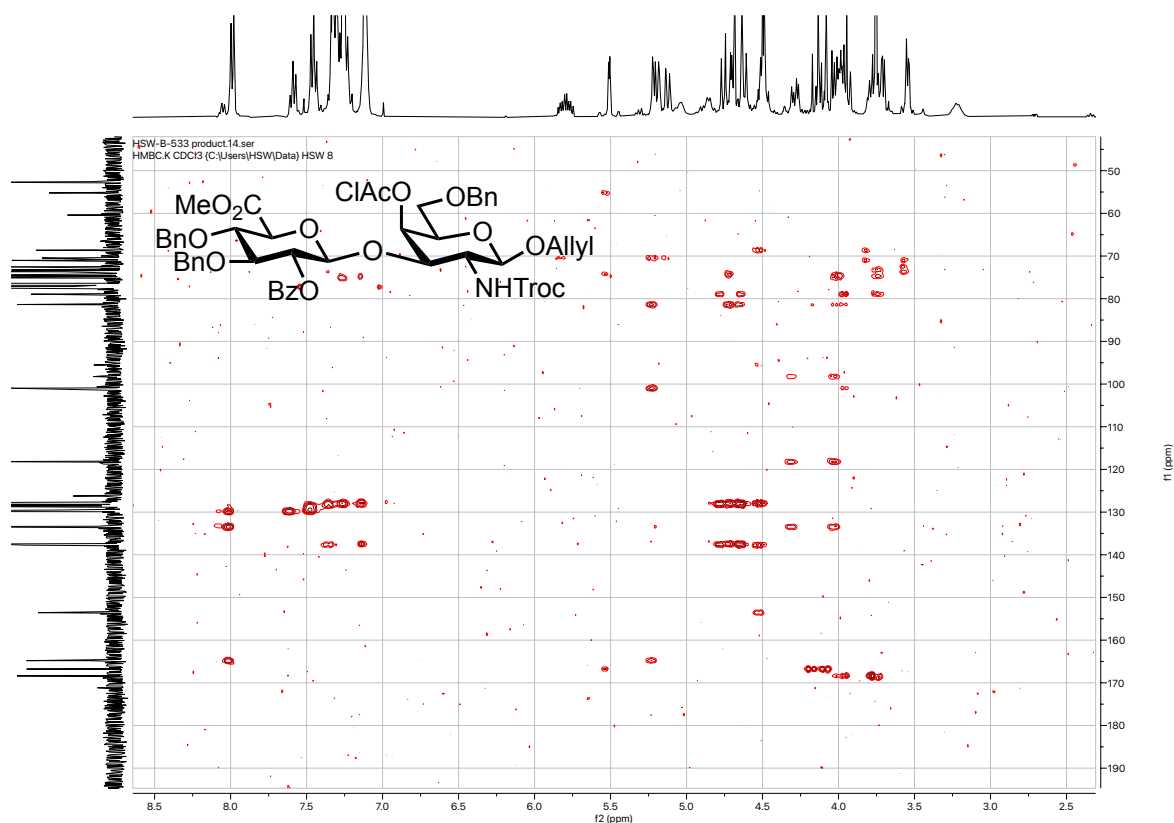 HSW-B-533 product.14.ser
HMBC.K CDCl3 {C:\Users\HSW\Data} HSW 8
ClAc
O
OBn
MeO2C
O
O
BnO
BnO
O
OAllyl
BzO
NHTroc
50
60
70
80
90
100
110
120
130
140
150
160
170
180
190
f1 (ppm)
8.5 8.0 7.5 7.0 6.5 6.0 5.5 5.0 4.5 4.0 3.5 3.0 2.5
f2 (ppm)